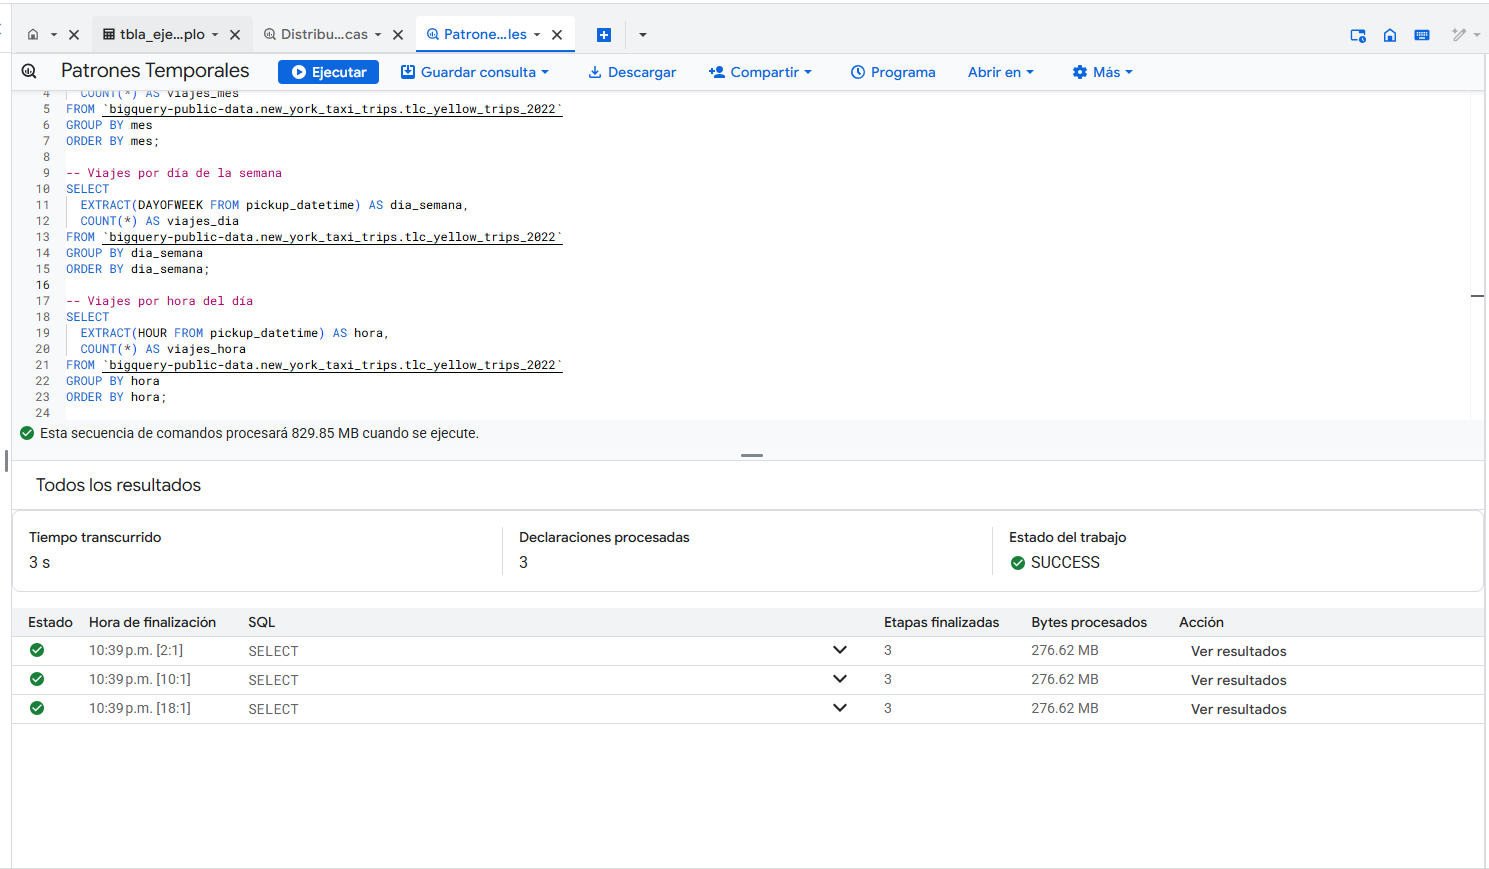 tbla_eje...plo
Distribu...cas
Patrone...les
Patrones Temporales
Ejecutar
Guardar consulta
Descargar
Compartir
Programa
Abrir en
Más
4 COUNT(*) AS viajes_mes
5 FROM `bigquery-public-data.new_york_taxi_trips.tlc_yellow_trips_2022`
6 GROUP BY mes
7 ORDER BY mes;
8
9 -- Viajes por día de la semana
10 SELECT
11 EXTRACT(DAYOFWEEK FROM pickup_datetime) AS dia_semana,
12 COUNT(*) AS viajes_dia
13 FROM `bigquery-public-data.new_york_taxi_trips.tlc_yellow_trips_2022`
14 GROUP BY dia_semana
15 ORDER BY dia_semana;
16
17 -- Viajes por hora del día
18 SELECT
19 EXTRACT(HOUR FROM pickup_datetime) AS hora,
20 COUNT(*) AS viajes_hora
21 FROM `bigquery-public-data.new_york_taxi_trips.tlc_yellow_trips_2022`
22 GROUP BY hora
23 ORDER BY hora;
24
Esta secuencia de comandos procesará 829.85 MB cuando se ejecute.
Todos los resultados
Tiempo transcurrido
3 s
Declaraciones procesadas
3
Estado del trabajo
SUCCESS
Estado Hora de finalización SQL Etapas finalizadas Bytes procesados Acción
10:39 p.m. [2:1] SELECT 3 276.62 MB Ver resultados
10:39 p.m. [10:1] SELECT 3 276.62 MB Ver resultados
10:39 p.m. [18:1] SELECT 3 276.62 MB Ver resultados